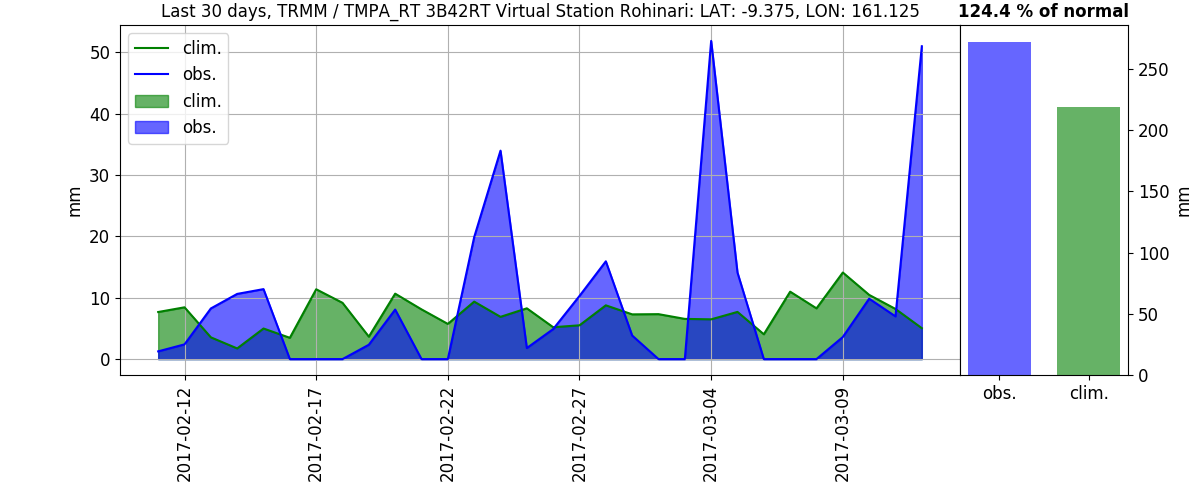 Last 30 days, TRMM / TMPA_RT 3B42RT Virtual Station Rohinari: LAT: -9.375, LON: 161.125
124.4 % of normal
clim.
obs.
clim.
obs.
50
40
30
20
10
0
mm
2017-02-12
2017-02-17
2017-02-22
2017-02-27
2017-03-04
2017-03-09
250
200
150
100
50
0
mm
obs.
clim.